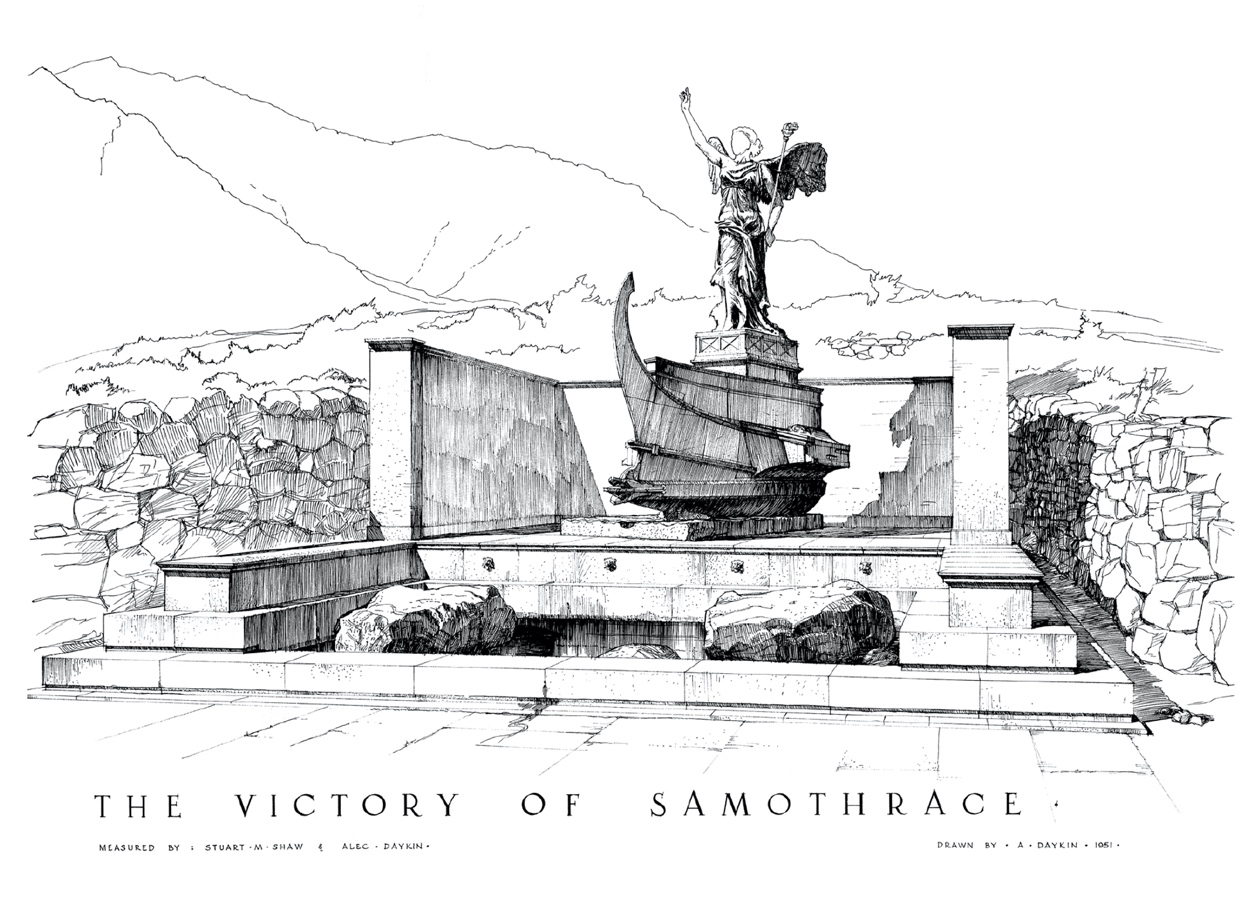 THE VICTORY OF SAMOTHRACE .
MEASURED BY : STUART · M · SHAW & ALEC · DAYKIN ·
DRAWN BY · A · DAYKIN · 1951 ·